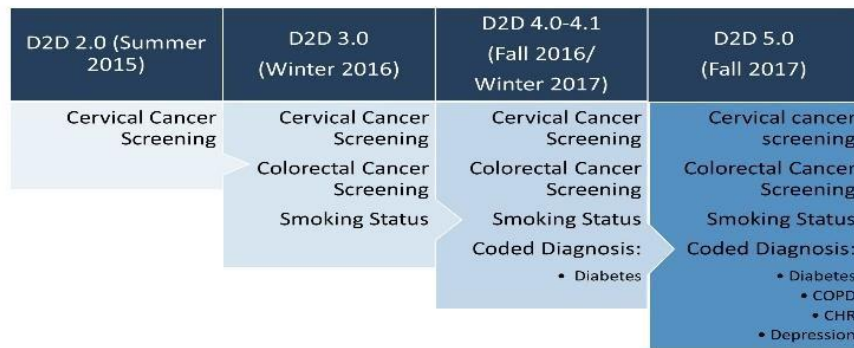 D2D 2.0 (Summer
2015)
Cervical Cancer
Screening
D2D 3.0
(Winter 2016)
Cervical Cancer
Screening
Colorectal Cancer
Screening
Smoking Status
D2D 4.0-4.1
(Fall 2016/
Winter 2017)
Cervical Cancer
Screening
Colorectal Cancer
Screening
Smoking Status
Coded Diagnosis:
• Diabetes
D2D 5.0
(Fall 2017)
Cervical cancer
screening
Colorectal Cancer
Screening
Smoking Status
Coded Diagnosis:
• Diabetes
• COPD
• CHR
• Depression